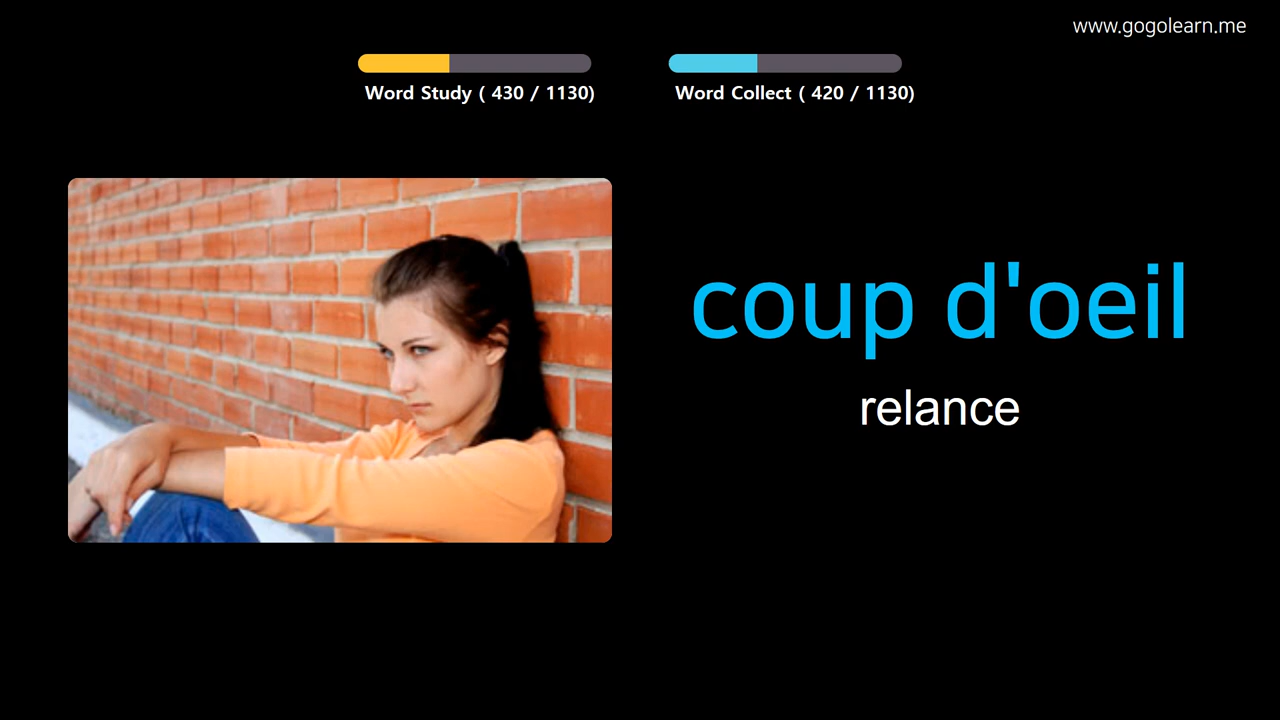 www.gogolearn.me
Word Study ( 430 / 1130)
Word Collect ( 420 / 1130)
coup d'oeil
relance